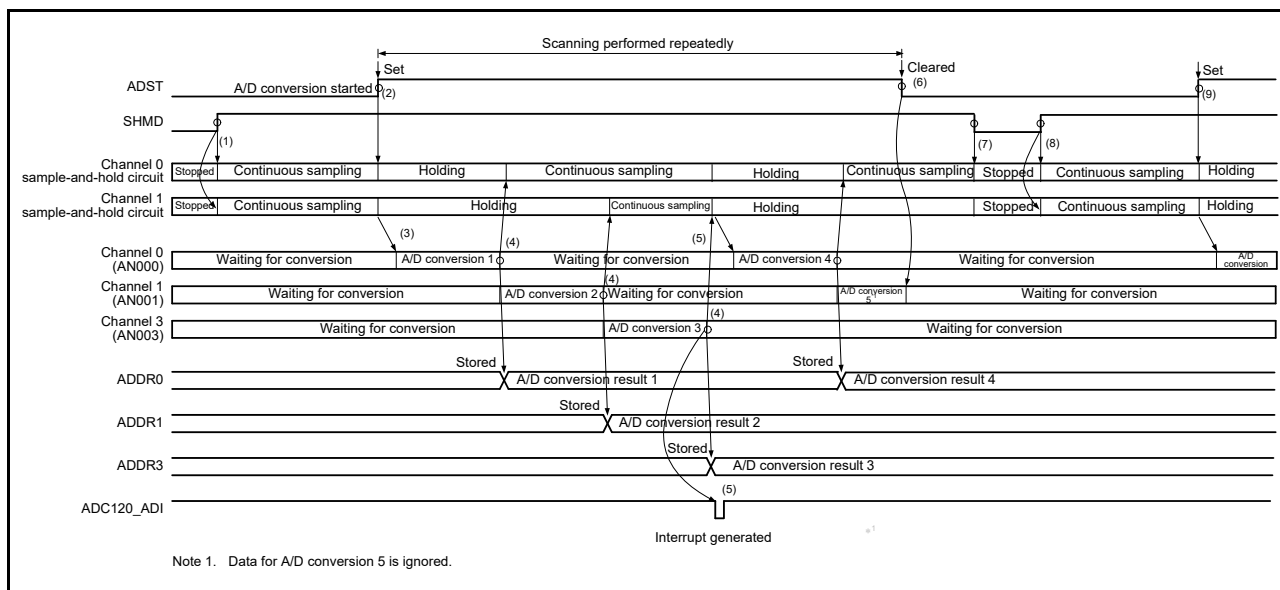 Scanning performed repeatedly
Set
Cleared
Set
ADST
A/D conversion started
(2)
(6)
(9)
SHMD
(1)
(7)
(8)
Channel 0
sample-and-hold circuit
Stopped
Continuous sampling
Holding
Continuous sampling
Holding
Continuous sampling
Stopped
Continuous sampling
Holding
Channel 1
sample-and-hold circuit
Stopped
Continuous sampling
Holding
Continuous sampling
Holding
Stopped
Continuous sampling
Holding
(3)
(4)
(5)
Channel 0
(AN000)
Waiting for conversion
A/D conversion 1
Waiting for conversion
A/D conversion 4
Waiting for conversion
A/D
conversion
(4)
Channel 1
(AN001)
Waiting for conversion
A/D conversion 2
Waiting for conversion
A/D conversion
5
Waiting for conversion
(4)
Channel 3
(AN003)
Waiting for conversion
A/D conversion 3
Waiting for conversion
Stored
ADDR0
A/D conversion result 1
A/D conversion result 4
Stored
ADDR1
A/D conversion result 2
Stored
ADDR3
A/D conversion result 3
(5)
ADC120_ADI
Interrupt generated
*1
Note 1. Data for A/D conversion 5 is ignored.